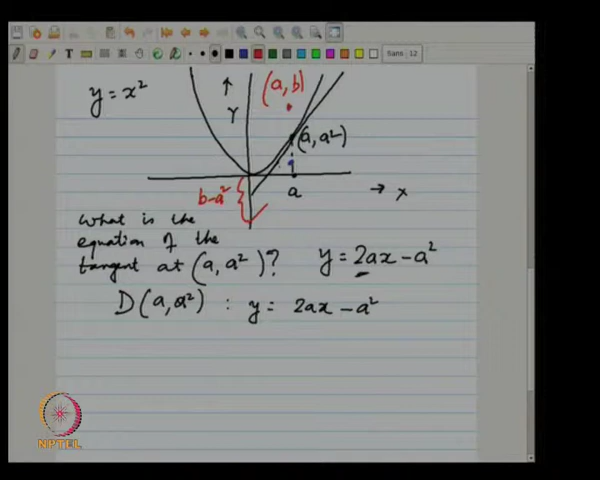 Sans 12
y = x²
(a, b)
Y
(a, a²)
a
x
b-a²
What is the
equation of the
tangent at (a, a²)? y = 2ax - a²
D(a, a²) : y = 2ax - a²
NPTEL